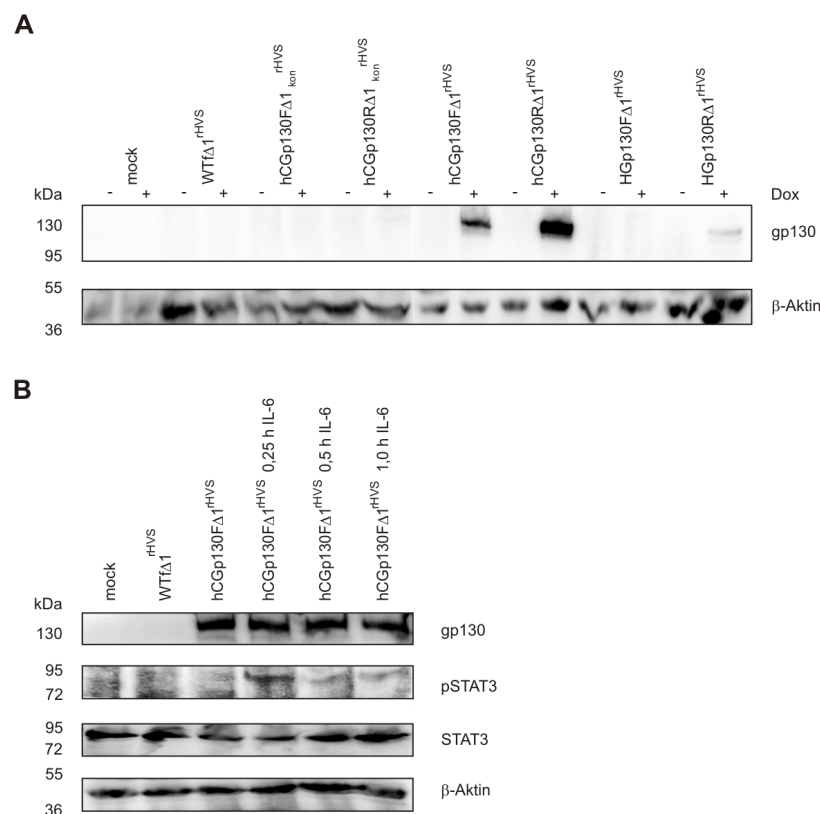 A
mock
WTfΔ1rHVS
hCGp130FΔ1konrHVS
hCGp130RΔ1konrHVS
hCGp130FΔ1rHVS
hCGp130RΔ1rHVS
HGp130FΔ1rHVS
HGp130RΔ1rHVS
kDa - + - + - + - + - + - + - + - + Dox
130 gp130
95
55 β-Aktin
36
B
mock
WTfΔ1rHVS
hCGp130FΔ1rHVS
hCGp130FΔ1rHVS 0,25 h IL-6
hCGp130FΔ1rHVS 0,5 h IL-6
hCGp130FΔ1rHVS 1,0 h IL-6
kDa
130 gp130
95
72 pSTAT3
95 STAT3
72
55 β-Aktin
36